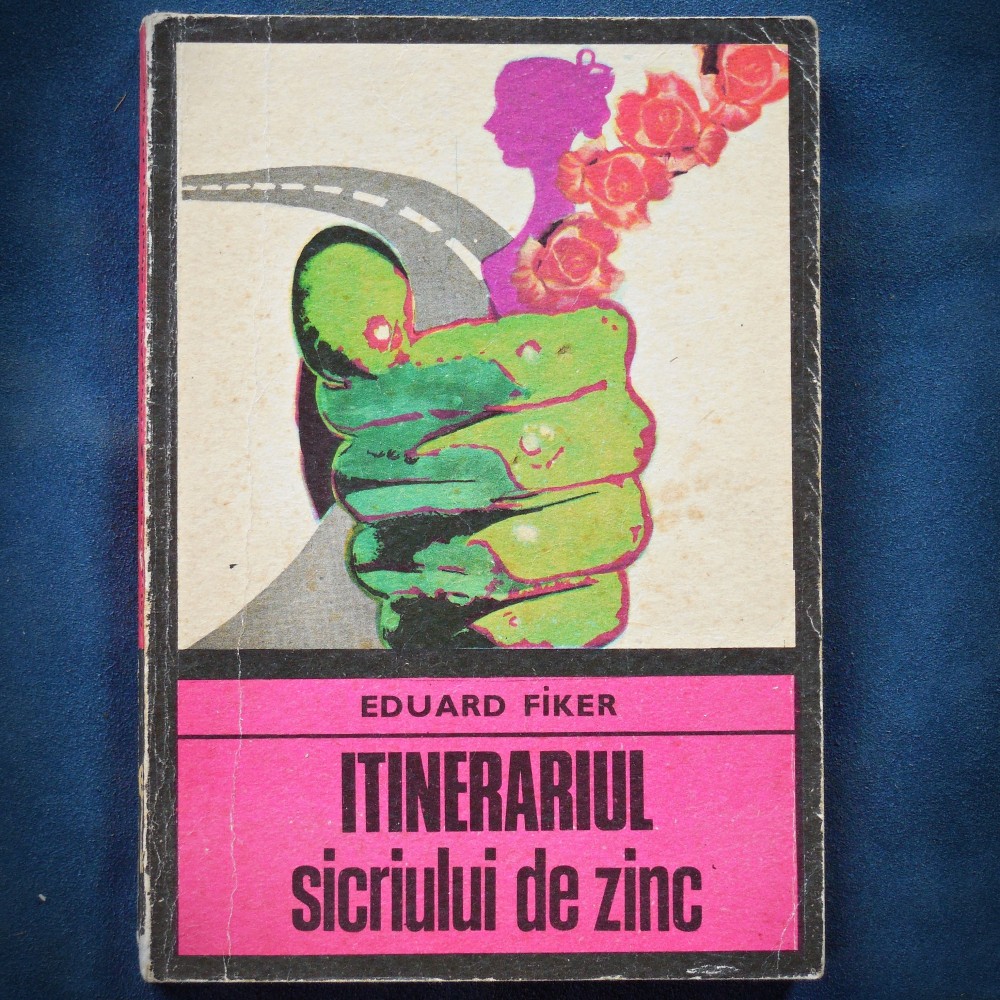 EDUARD FİKER
ITINERARIUL
sicriului de zinc